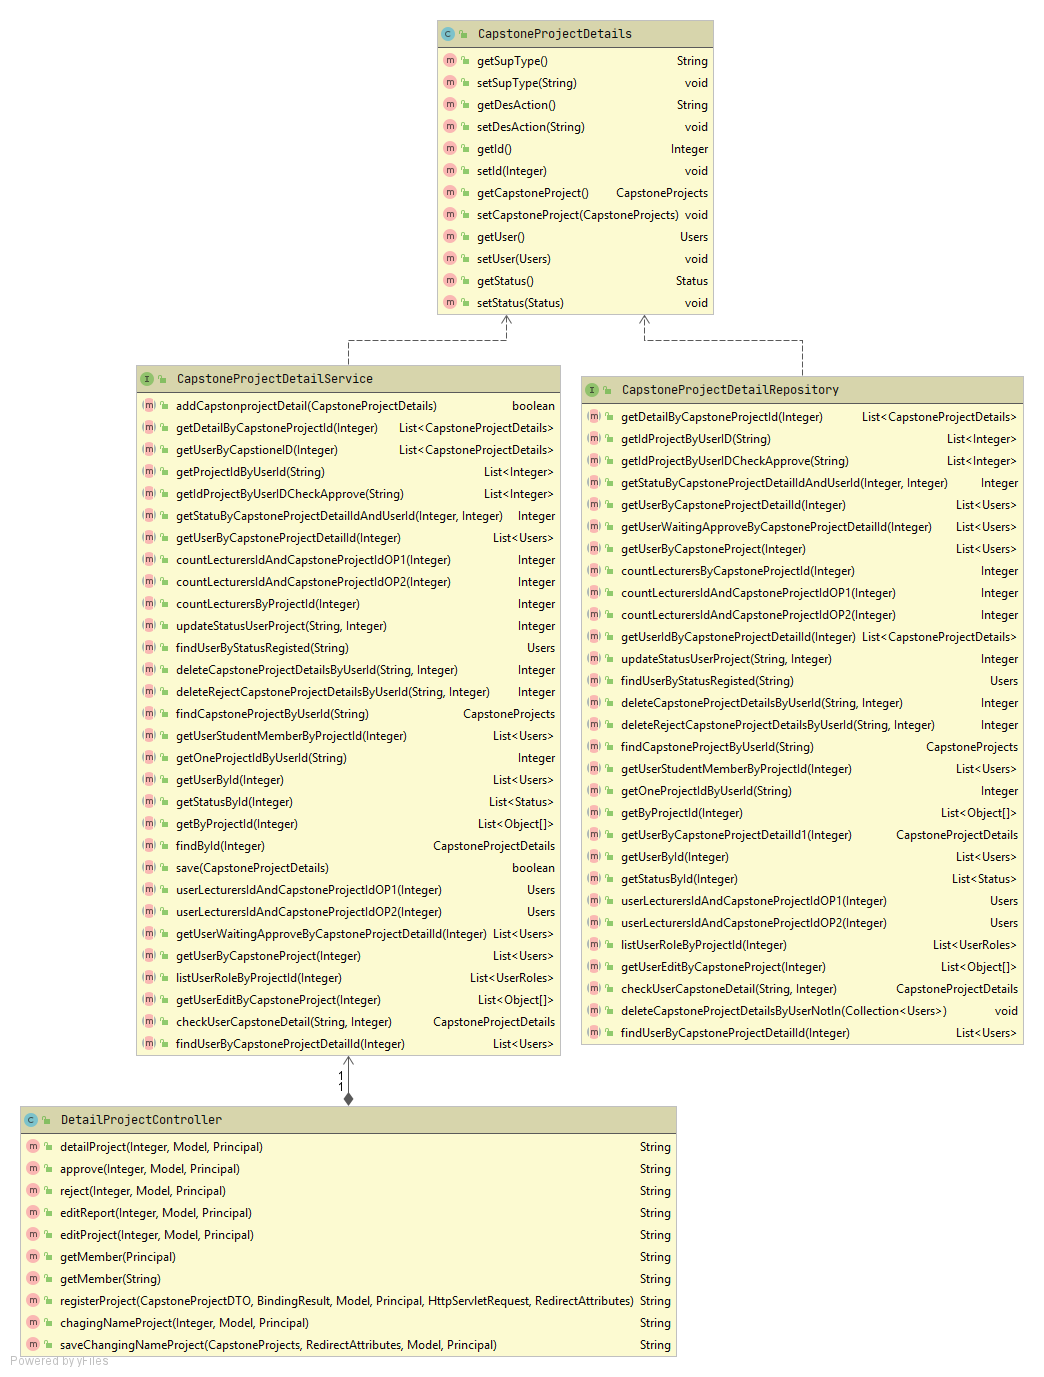 CapstoneProjectDetails
getSupType() String
setSupType(String) void
getDesAction() String
setDesAction(String) void
getId() Integer
setId(Integer) void
getCapstoneProject() CapstoneProjects
setCapstoneProject(CapstoneProjects) void
getUser() Users
setUser(Users) void
getStatus() Status
setStatus(Status) void
CapstoneProjectDetailService
addCapstonprojectDetail(CapstoneProjectDetails) boolean
getDetailByCapstoneProjectId(Integer) List<CapstoneProjectDetails>
getUserByCapstioneID(Integer) List<CapstoneProjectDetails>
getProjectIdByUserId(String) List<Integer>
getIdProjectByUserIDCheckApprove(String) List<Integer>
getStatuByCapstoneProjectDetailIdAndUserId(Integer, Integer) Integer
getUserByCapstoneProjectDetailId(Integer) List<Users>
countLecturersIdAndCapstoneProjectIdOP1(Integer) Integer
countLecturersIdAndCapstoneProjectIdOP2(Integer) Integer
countLecturersByProjectId(Integer) Integer
updateStatusUserProject(String, Integer) Integer
findUserByStatusRegisted(String) Users
deleteCapstoneProjectDetailsByUserId(String, Integer) Integer
deleteRejectCapstoneProjectDetailsByUserId(String, Integer) Integer
findCapstoneProjectByUserId(String) CapstoneProjects
getUserStudentMemberByProjectId(Integer) List<Users>
getOneProjectIdByUserId(String) Integer
getUserById(Integer) List<Users>
getStatusById(Integer) List<Status>
getByProjectId(Integer) List<Object[]>
findById(Integer) CapstoneProjectDetails
save(CapstoneProjectDetails) boolean
userLecturersIdAndCapstoneProjectIdOP1(Integer) Users
userLecturersIdAndCapstoneProjectIdOP2(Integer) Users
getUserWaitingApproveByCapstoneProjectDetailId(Integer) List<Users>
getUserByCapstoneProject(Integer) List<Users>
listUserRoleByProjectId(Integer) List<UserRoles>
getUserEditByCapstoneProject(Integer) List<Object[]>
checkUserCapstoneDetail(String, Integer) CapstoneProjectDetails
findUserByCapstoneProjectDetailId(Integer) List<Users>
CapstoneProjectDetailRepository
getDetailByCapstoneProjectId(Integer) List<CapstoneProjectDetails>
getIdProjectByUserID(String) List<Integer>
getIdProjectByUserIDCheckApprove(String) List<Integer>
getStatuByCapstoneProjectDetailIdAndUserId(Integer, Integer) Integer
getUserByCapstoneProjectDetailId(Integer) List<Users>
getUserWaitingApproveByCapstoneProjectDetailId(Integer) List<Users>
getUserByCapstoneProject(Integer) List<Users>
countLecturersByCapstoneProjectId(Integer) Integer
countLecturersIdAndCapstoneProjectIdOP1(Integer) Integer
countLecturersIdAndCapstoneProjectIdOP2(Integer) Integer
getUserIdByCapstoneProjectDetailId(Integer) List<CapstoneProjectDetails>
updateStatusUserProject(String, Integer) Integer
findUserByStatusRegisted(String) Users
deleteCapstoneProjectDetailsByUserId(String, Integer) Integer
deleteRejectCapstoneProjectDetailsByUserId(String, Integer) Integer
findCapstoneProjectByUserId(String) CapstoneProjects
getUserStudentMemberByProjectId(Integer) List<Users>
getOneProjectIdByUserId(String) Integer
getByProjectId(Integer) List<Object[]>
getUserByCapstoneProjectDetailId1(Integer) CapstoneProjectDetails
getUserById(Integer) List<Users>
getStatusById(Integer) List<Status>
userLecturersIdAndCapstoneProjectIdOP1(Integer) Users
userLecturersIdAndCapstoneProjectIdOP2(Integer) Users
listUserRoleByProjectId(Integer) List<UserRoles>
getUserEditByCapstoneProject(Integer) List<Object[]>
checkUserCapstoneDetail(String, Integer) CapstoneProjectDetails
deleteCapstoneProjectDetailsByUserNotIn(Collection<Users>) void
findUserByCapstoneProjectDetailId(Integer) List<Users>
1
1
DetailProjectController
detailProject(Integer, Model, Principal) String
approve(Integer, Model, Principal) String
reject(Integer, Model, Principal) String
editReport(Integer, Model, Principal) String
editProject(Integer, Model, Principal) String
getMember(Principal) String
getMember(String) String
registerProject(CapstoneProjectDTO, BindingResult, Model, Principal, HttpServletRequest, RedirectAttributes) String
chagingNameProject(Integer, Model, Principal) String
saveChangingNameProject(CapstoneProjects, RedirectAttributes, Model, Principal) String
Powered by yFiles